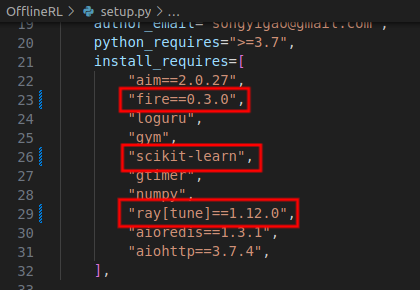 OfflineRL > setup.py > ...
19 author_email="songyigao@gmail.com",
20 python_requires=">=3.7",
21 install_requires=[
22 "aim==2.0.27",
23 "fire==0.3.0",
24 "loguru",
25 "gym",
26 "scikit-learn",
27 "gtimer",
28 "numpy",
29 "ray[tune]==1.12.0",
30 "aioredis==1.3.1",
31 "aiohttp==3.7.4",
32 ],
33